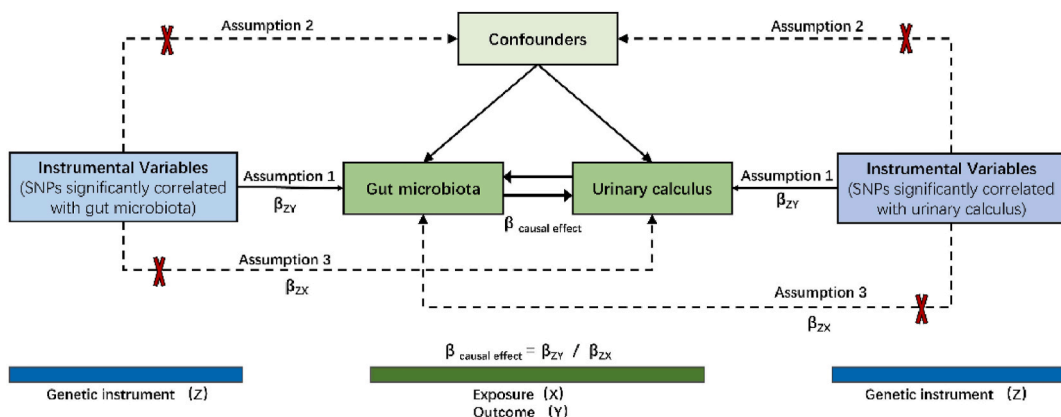 Assumption 2
Confounders
Assumption 2
Instrumental Variables
(SNPs significantly correlated
with gut microbiota)
Assumption 1
βZY
Gut microbiota
Urinary calculus
β causal effect
Assumption 1
βZY
Instrumental Variables
(SNPs significantly correlated
with urinary calculus)
Assumption 3
βZX
Assumption 3
βZX
β causal effect = βZY / βZX
Genetic instrument (Z)
Exposure (X)
Outcome (Y)
Genetic instrument (Z)